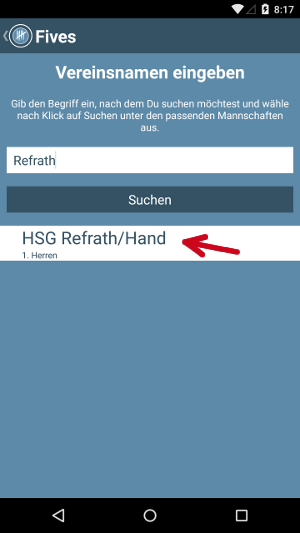 8:17
Fives
Vereinsnamen eingeben
Gib den Begriff ein, nach dem Du suchen möchtest und wähle
nach Klick auf Suchen unter den passenden Mannschaften
aus.
Refrath
Suchen
HSG Refrath/Hand
1. Herren